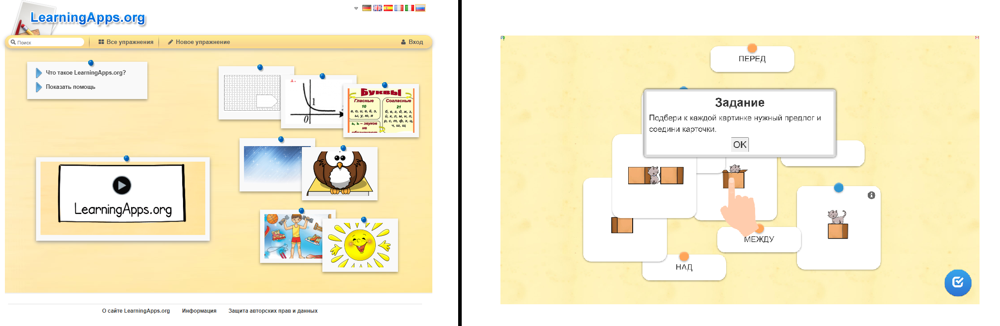 LearningApps.org
Поиск
Все упражнения
Новое упражнение
Вход
Что такое LearningApps.org?
Показать помощь
LearningApps.org
1
0
Буквы
Гласные
10
а, о, и, е, ё, э,
ы, у, ю, я
ь, ъ – звуков
не
обозначают
Согласные
21
б, в, г, д, ж, з,
й, к, л, м, н, п,
р, с, т, ф, х, ц,
ч, ш, щ
О сайте LearningApps.org
Информация
Защита авторских прав и данных
ПЕРЕД
Задание
Подбери к каждой картинке нужный предлог и
соедини карточки.
OK
МЕЖДУ
НАД